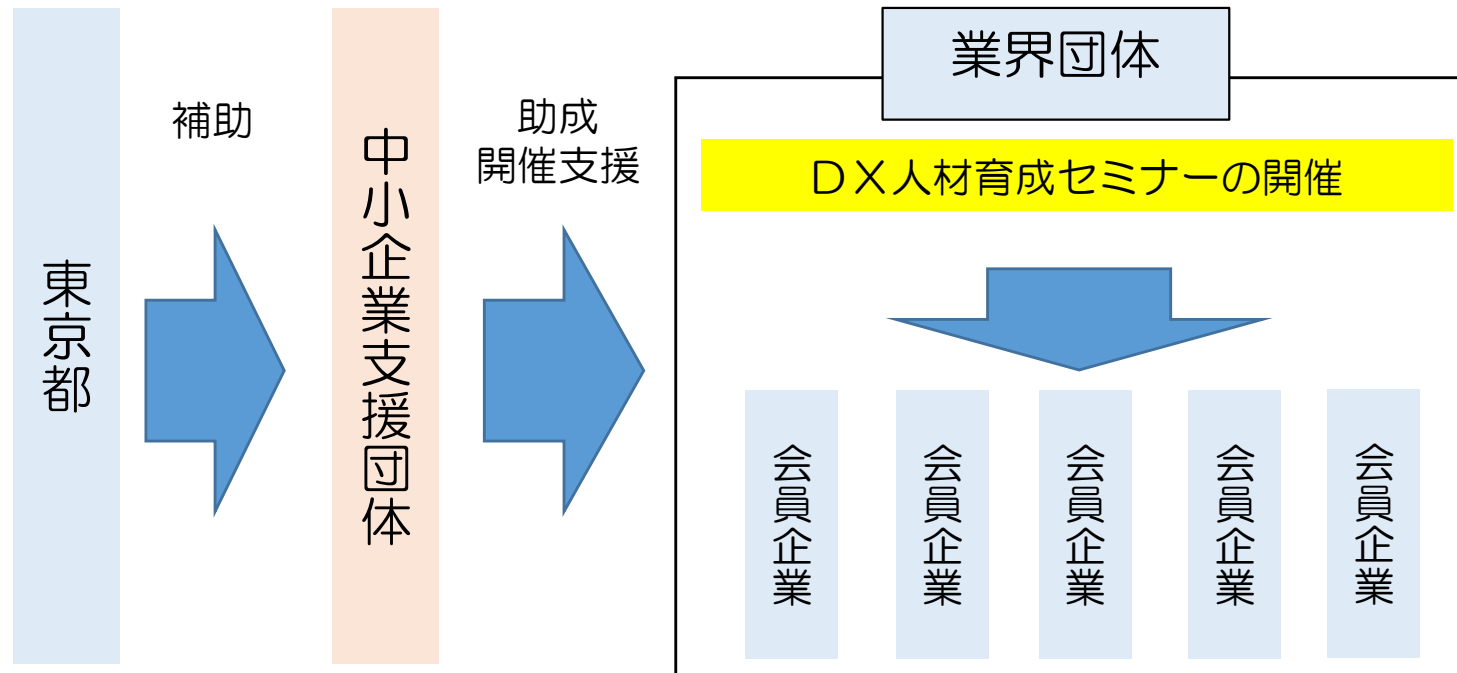 東京都
補助
中小企業支援団体
助成
開催支援
業界団体
ＤＸ人材育成セミナーの開催
会員企業
会員企業
会員企業
会員企業
会員企業